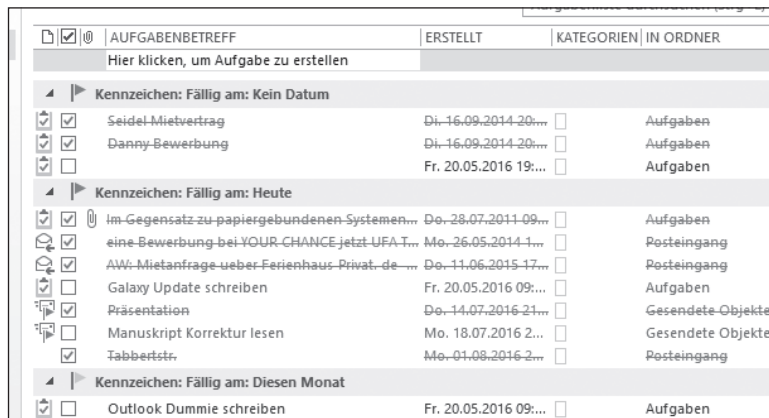 AUFGABENBETREFF ERSTELLT KATEGORIEN IN ORDNER
Hier klicken, um Aufgabe zu erstellen
Kennzeichen: Fällig am: Kein Datum
Seidel Mietvertrag Di. 16.09.2014 20:... Aufgaben
Danny Bewerbung Di. 16.09.2014 20:... Aufgaben
Fr. 20.05.2016 19:... Aufgaben
Kennzeichen: Fällig am: Heute
Im Gegensatz zu papiergebundenen Systemen... Do. 28.07.2011 09... Aufgaben
eine Bewerbung bei YOUR CHANCE jetzt UFA T... Mo. 26.05.2014 1... Posteingang
AW: Mietanfrage ueber Ferienhaus-Privat. de ... Do. 11.06.2015 17... Posteingang
Galaxy Update schreiben Fr. 20.05.2016 09:... Aufgaben
Präsentation Do. 14.07.2016 21... Gesendete Objekte
Manuskript Korrektur lesen Mo. 18.07.2016 2... Gesendete Objekte
Tabbertstr. Mo. 01.08.2016 2... Posteingang
Kennzeichen: Fällig am: Diesen Monat
Outlook Dummie schreiben Fr. 20.05.2016 09:... Aufgaben